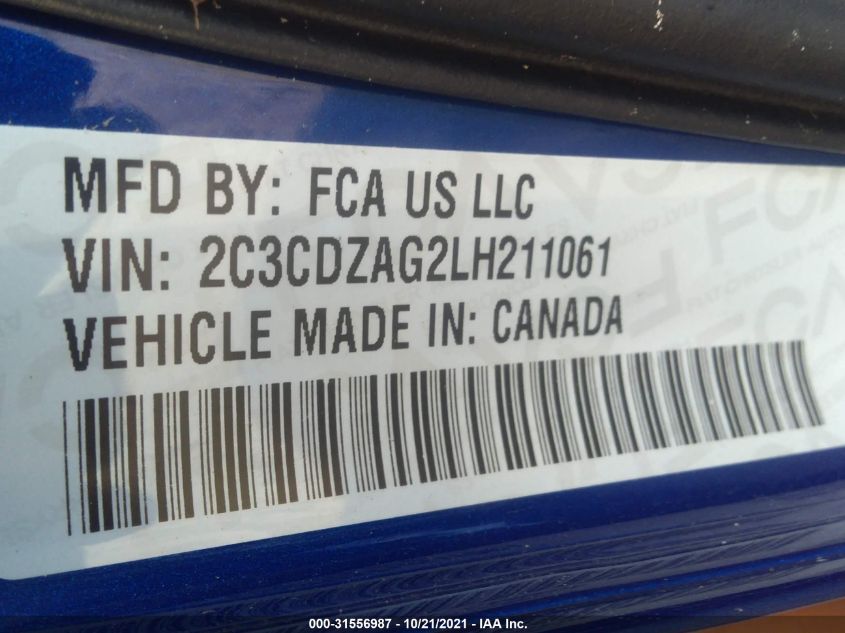 MFD BY: FCA US LLC
VIN: 2C3CDZAG2LH211061
VEHICLE MADE IN: CANADA
000-31556987 - 10/21/2021 - IAA Inc.